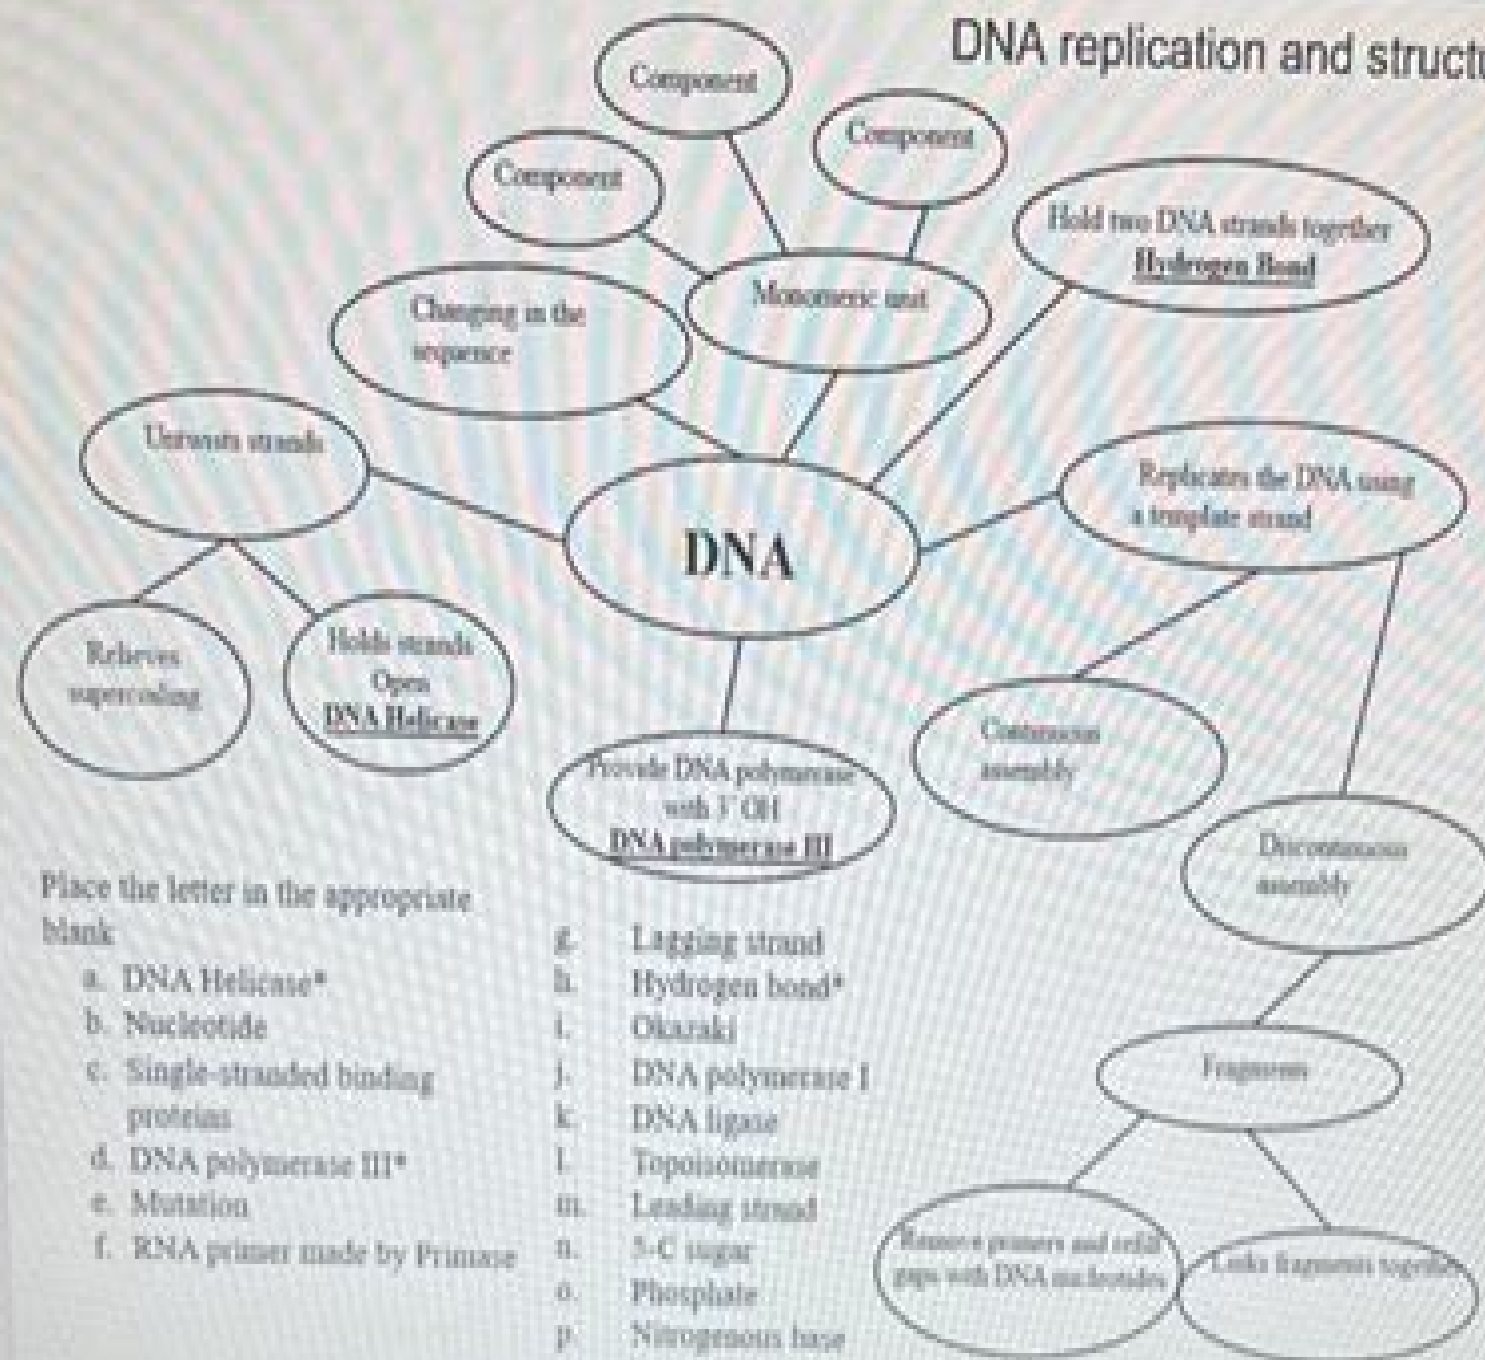 DNA replication and struct
Component
Component
Component
Hold two DNA strands together
Hydrogen Bond
Monomeric unit
Changing in the
sequence
Untwists strands
Replicates the DNA using
a template strand
DNA
Relieves
supercoiling
Holds strands
Open
DNA Helicase
Continuous
assembly
Provide DNA polymerase
with 3' OH
DNA polymerase III
Discontinuous
assembly
Fragments
Remove primers and refill
gaps with DNA nucleotides
Links fragments together
Place the letter in the appropriate
blank
a. DNA Helicase*
b. Nucleotide
c. Single-stranded binding
proteins
d. DNA polymerase III*
e. Mutation
f. RNA primer made by Primase
g. Lagging strand
h. Hydrogen bond*
i. Okazaki
j. DNA polymerase I
k. DNA ligase
l. Topoisomerase
m. Leading strand
n. 5-C sugar
o. Phosphate
p. Nitrogenous base